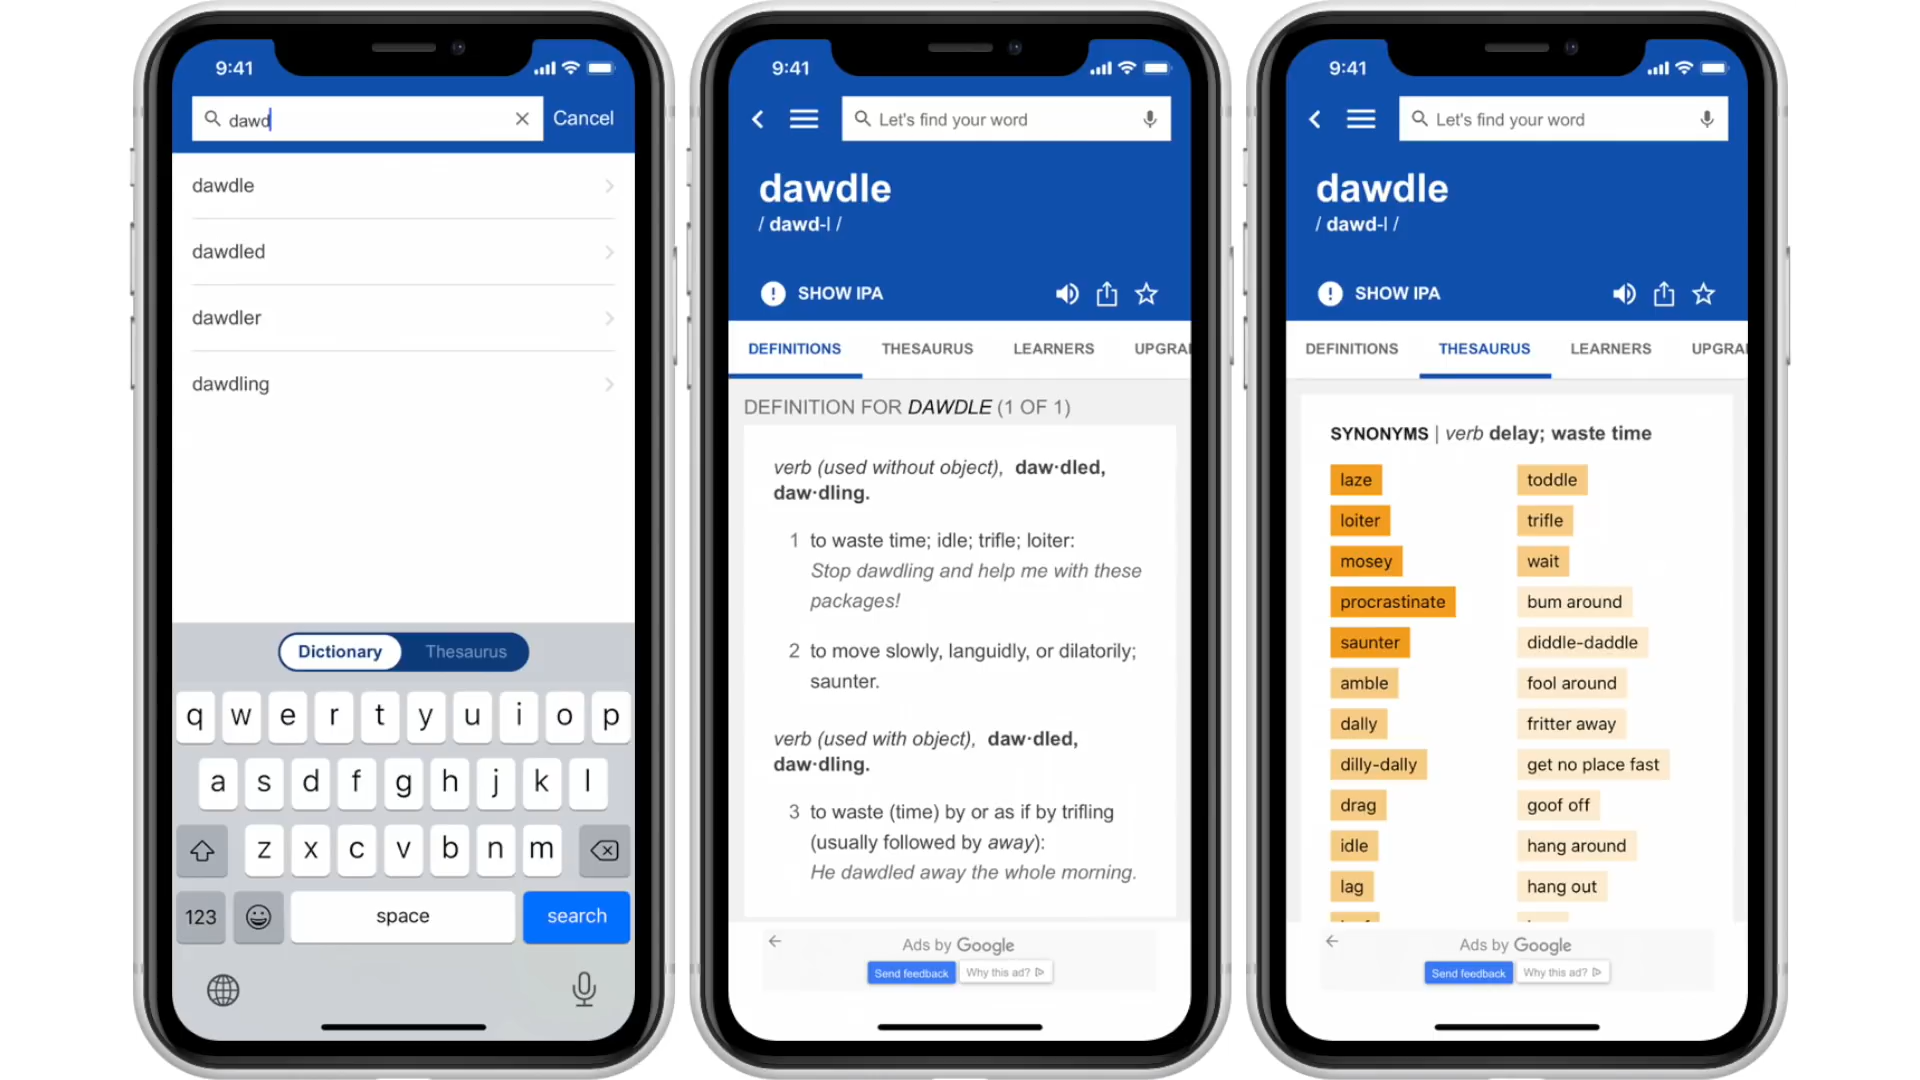 9:41
dawd
Cancel
dawdle
dawdled
dawdler
dawdling
Dictionary Thesaurus
q w e r t y u i o p
a s d f g h j k l
z x c v b n m
123 space search
9:41
Let's find your word
dawdle
/ dawd-l /
! SHOW IPA
DEFINITIONS THESAURUS LEARNERS UPGRA
DEFINITION FOR DAWDLE (1 OF 1)
verb (used without object), daw·dled,
daw·dling.
1 to waste time; idle; trifle; loiter:
Stop dawdling and help me with these
packages!
2 to move slowly, languidly, or dilatorily;
saunter.
verb (used with object), daw·dled,
daw·dling.
3 to waste (time) by or as if by trifling
(usually followed by away):
He dawdled away the whole morning.
Ads by Google
Send feedback Why this ad?
9:41
Let's find your word
dawdle
/ dawd-l /
! SHOW IPA
DEFINITIONS THESAURUS LEARNERS UPGRA
SYNONYMS | verb delay; waste time
laze toddle
loiter trifle
mosey wait
procrastinate bum around
saunter diddle-daddle
amble fool around
dally fritter away
dilly-dally get no place fast
drag goof off
idle hang around
lag hang out
Ads by Google
Send feedback Why this ad?